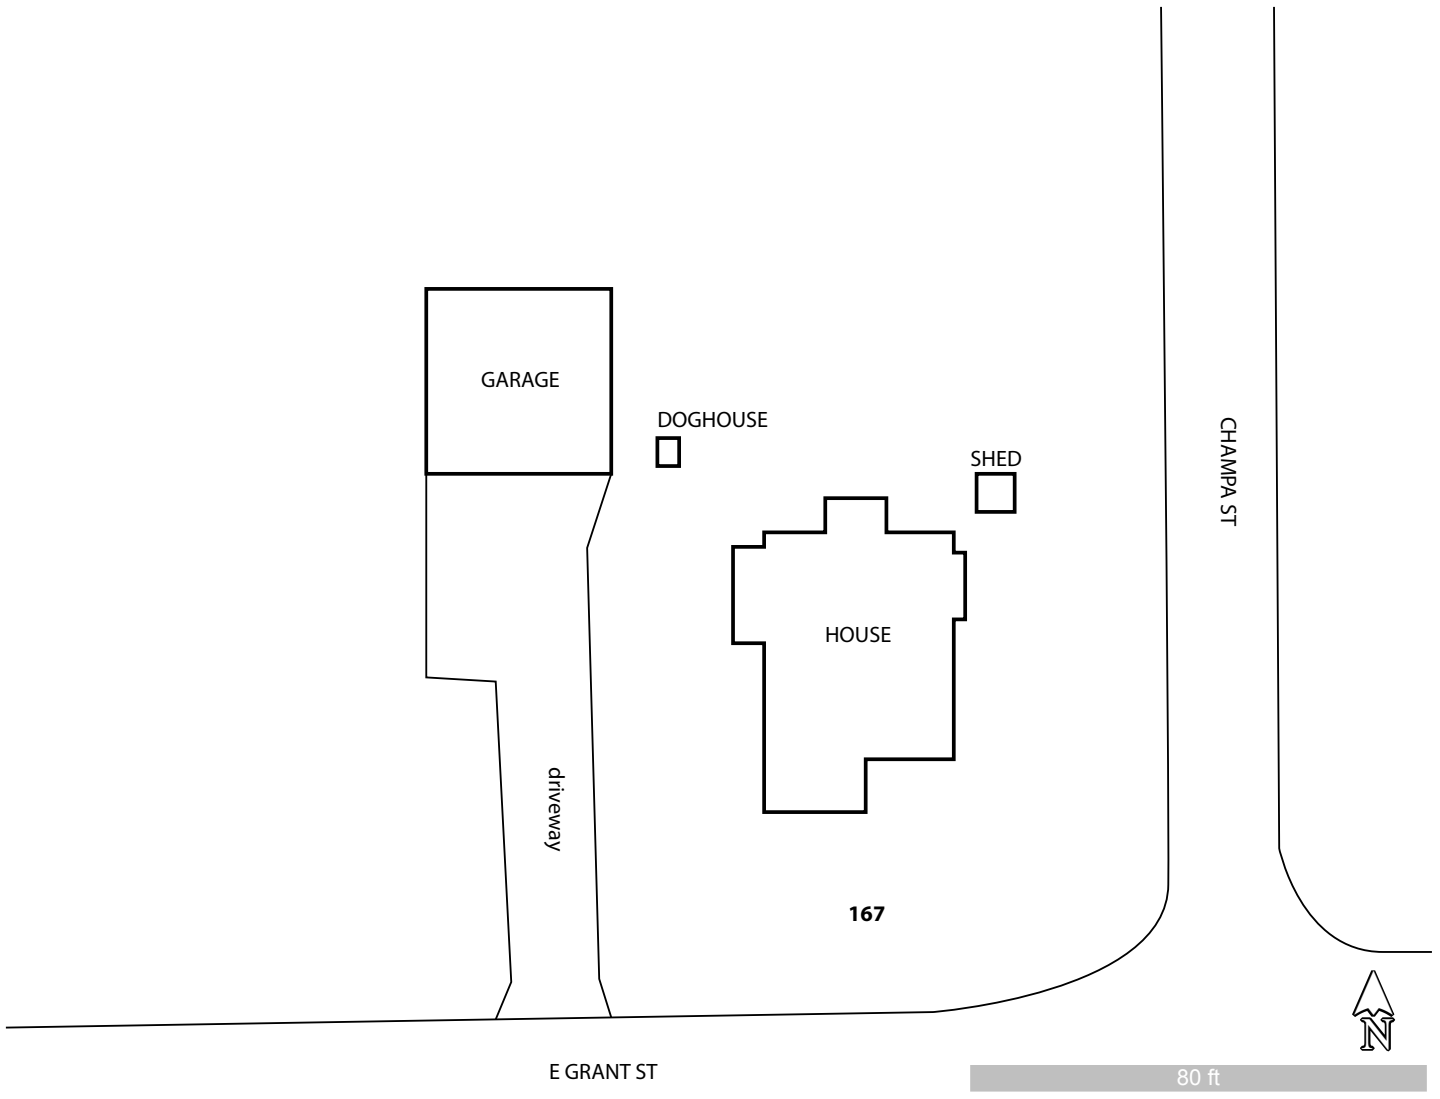 GARAGE
DOGHOUSE
SHED
CHAMPA ST
HOUSE
driveway
167
N
E GRANT ST
80 ft